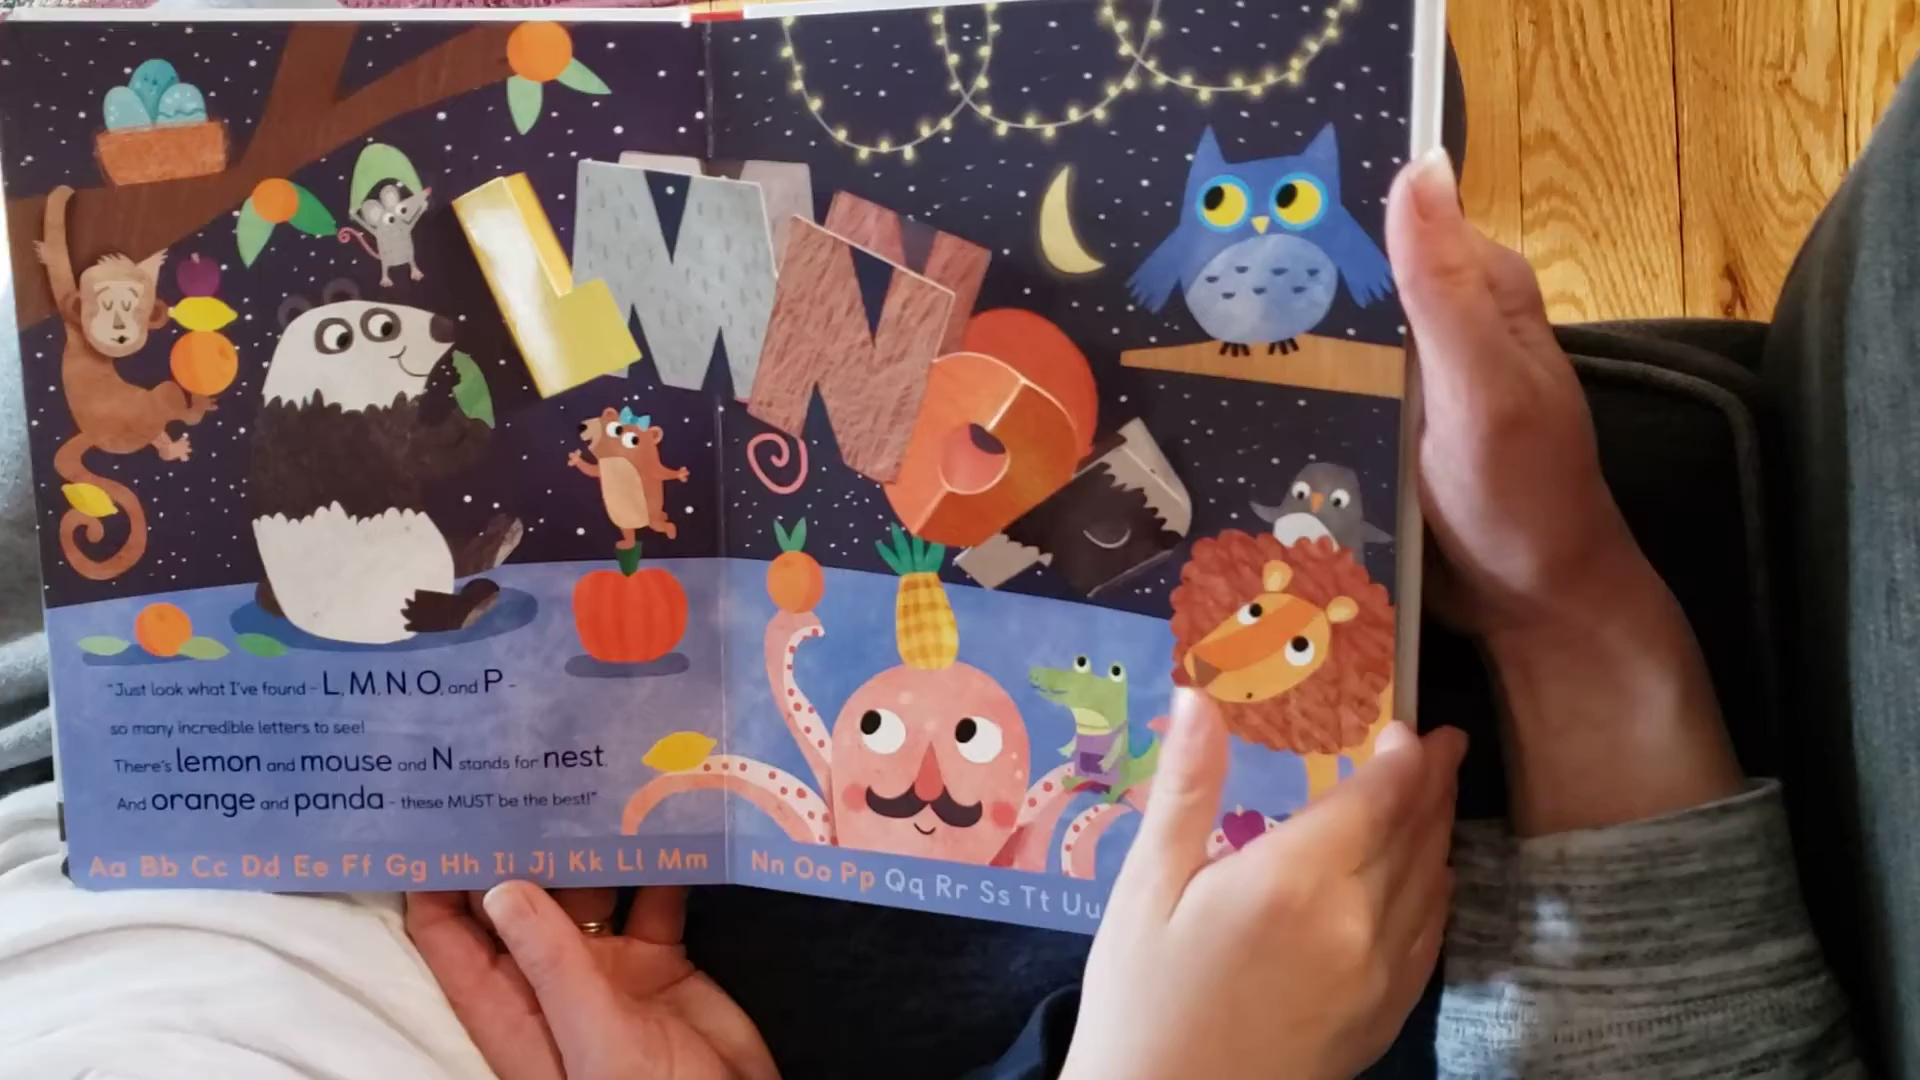 L M N O P
"Just look what I've found - L, M, N, O, and P -
so many incredible letters to see!
There's lemon and mouse and N stands for nest.
And orange and panda - these MUST be the best!"
Aa Bb Cc Dd Ee Ff Gg Hh Ii Jj Kk Ll Mm
Nn Oo Pp Qq Rr Ss Tt Uu